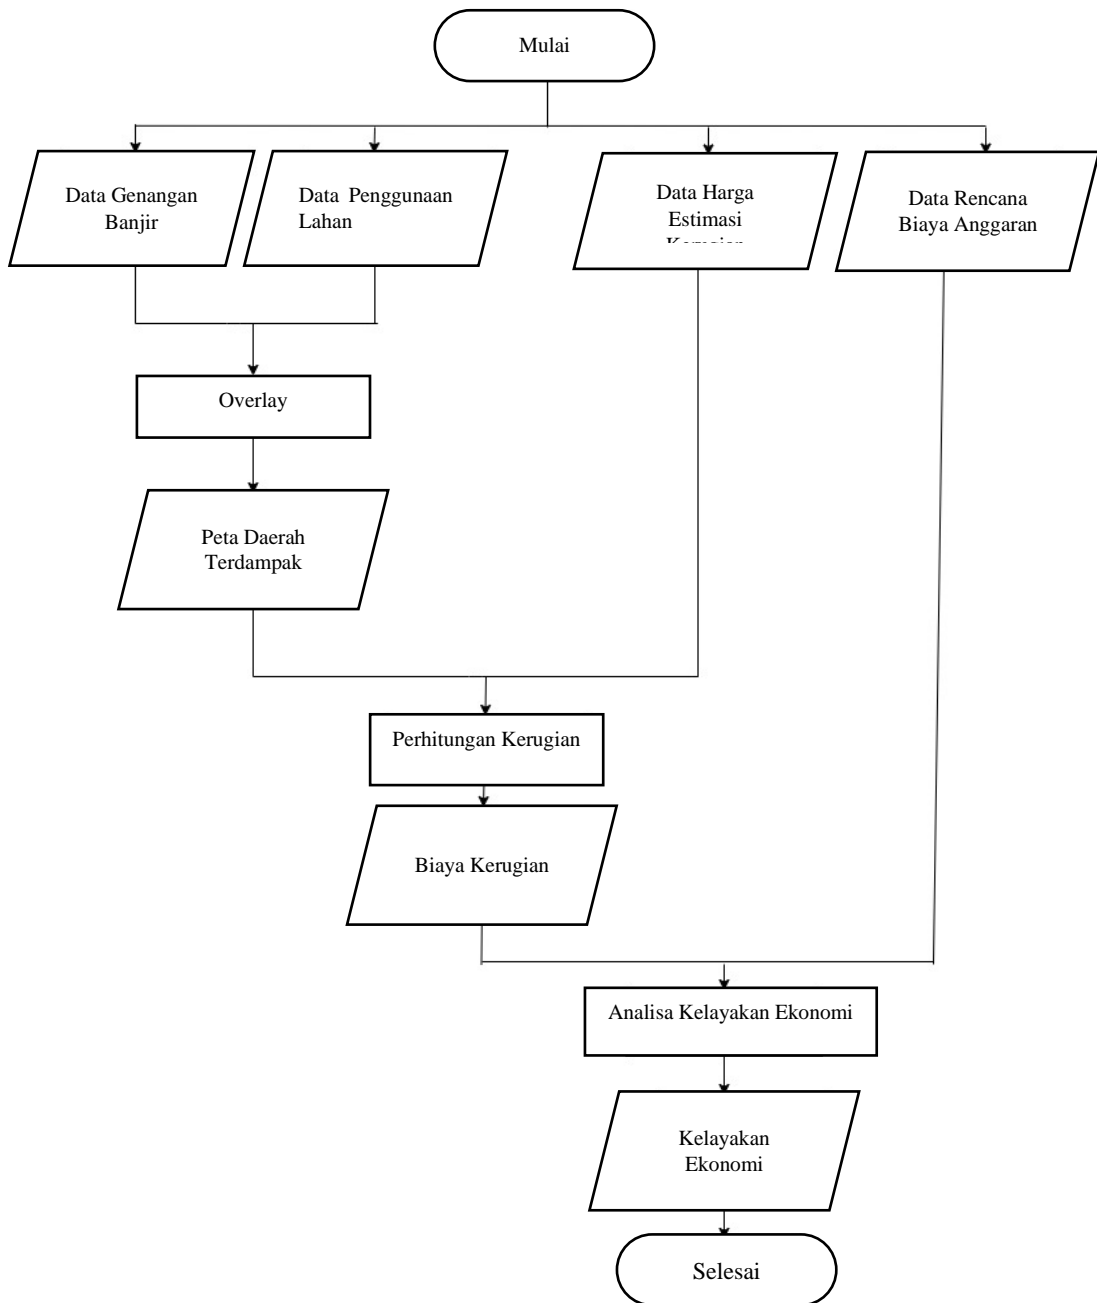 Mulai
Data Genangan
Banjir
Data Penggunaan
Lahan
Data Harga
Estimasi
Data Rencana
Biaya Anggaran
Overlay
Peta Daerah
Terdampak
Perhitungan Kerugian
Biaya Kerugian
Analisa Kelayakan Ekonomi
Kelayakan
Ekonomi
Selesai